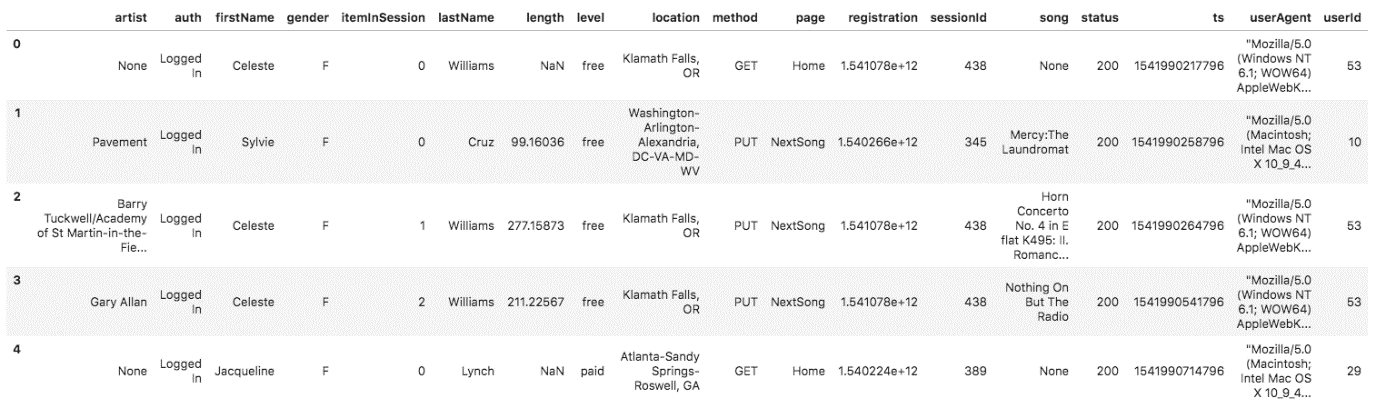 artist auth firstName gender itemInSession lastName length level location method page registration sessionId song status ts userAgent userId
0
None Logged In Celeste F 0 Williams NaN free Klamath Falls, OR GET Home 1.541078e+12 438 None 200 1541990217796 "Mozilla/5.0 (Windows NT 6.1; WOW64) AppleWebK... 53
1
Pavement Logged In Sylvie F 0 Cruz 99.16036 free Washington-Arlington-Alexandria, DC-VA-MD-WV PUT NextSong 1.540266e+12 345 Mercy:The Laundromat 200 1541990258796 "Mozilla/5.0 (Macintosh; Intel Mac OS X 10_9_4... 10
2
Barry Tuckwell/Academy of St Martin-in-the-Fie... Logged In Celeste F 1 Williams 277.15873 free Klamath Falls, OR PUT NextSong 1.541078e+12 438 Horn Concerto No. 4 in E flat K495: II. Romanc... 200 1541990264796 "Mozilla/5.0 (Windows NT 6.1; WOW64) AppleWebK... 53
3
Gary Allan Logged In Celeste F 2 Williams 211.22567 free Klamath Falls, OR PUT NextSong 1.541078e+12 438 Nothing On But The Radio 200 1541990541796 "Mozilla/5.0 (Windows NT 6.1; WOW64) AppleWebK... 53
4
None Logged In Jacqueline F 0 Lynch NaN paid Atlanta-Sandy Springs-Roswell, GA GET Home 1.540224e+12 389 None 200 1541990714796 "Mozilla/5.0 (Macintosh; Intel Mac OS X 10_9_4... 29